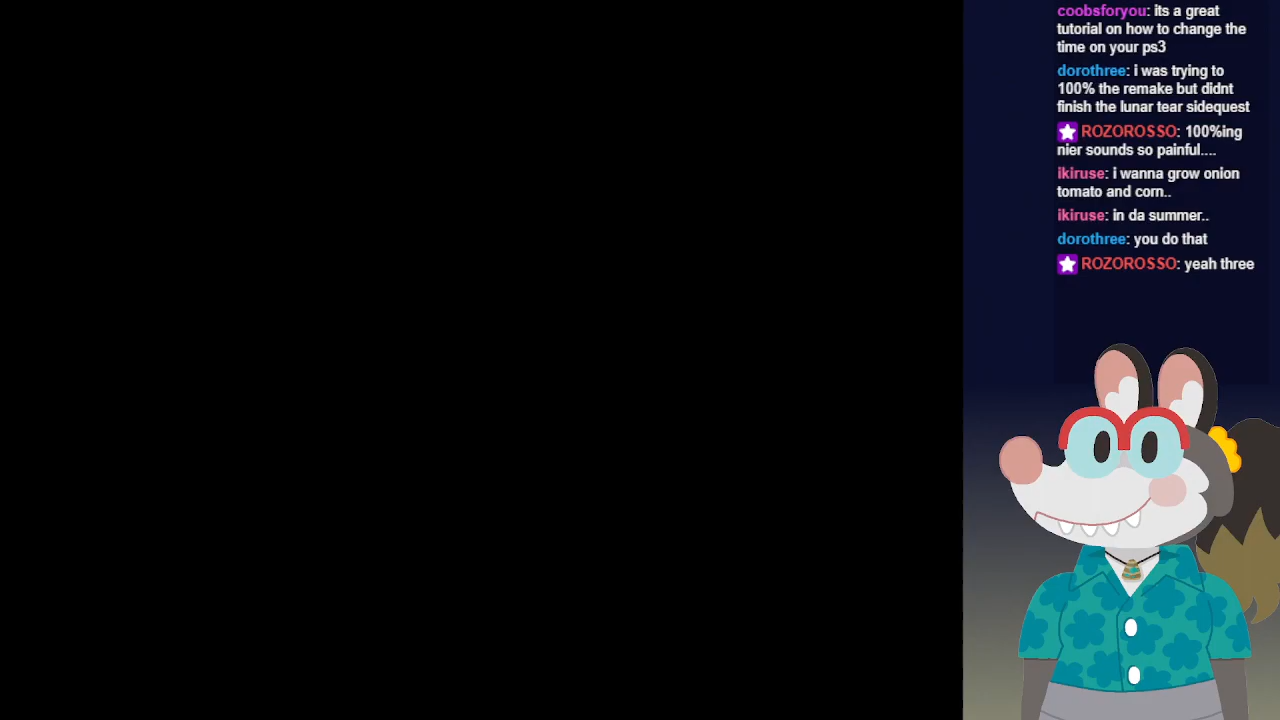 coobsforyou: its a great
tutorial on how to change the
time on your ps3
dorothree: i was trying to
100% the remake but didnt
finish the lunar tear sidequest
ROZOROSSO: 100%ing
nier sounds so painful....
ikiruse: i wanna grow onion
tomato and corn..
ikiruse: in da summer..
dorothree: you do that
ROZOROSSO: yeah three